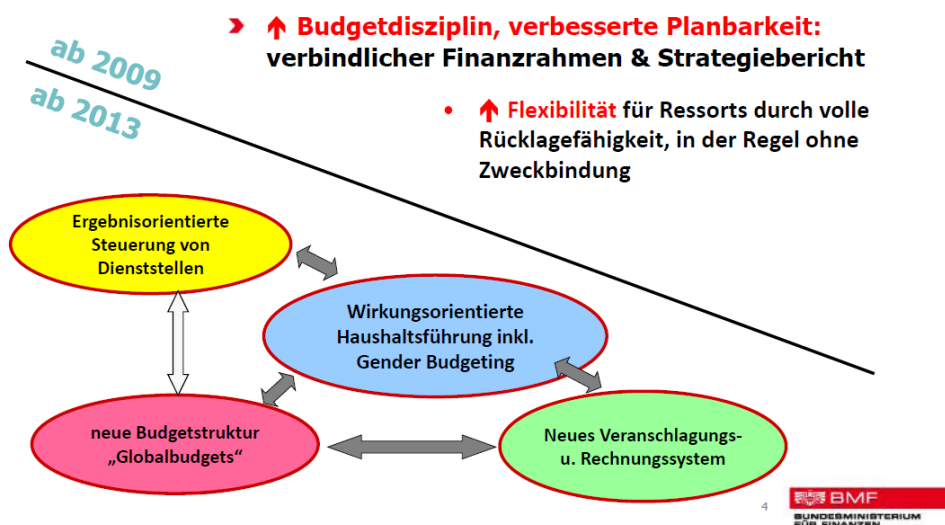 ↑ Budgetdisziplin, verbesserte Planbarkeit:
verbindlicher Finanzrahmen & Strategiebericht
ab 2009
ab 2013
• ↑ Flexibilität für Ressorts durch volle
Rücklagefähigkeit, in der Regel ohne
Zweckbindung
Ergebnisorientierte
Steuerung von
Dienststellen
Wirkungsorientierte
Haushaltsführung inkl.
Gender Budgeting
neue Budgetstruktur
„Globalbudgets“
Neues Veranschlagungs-
u. Rechnungssystem
4
BMF
BUNDESMINISTERIUM
FÜR FINANZEN